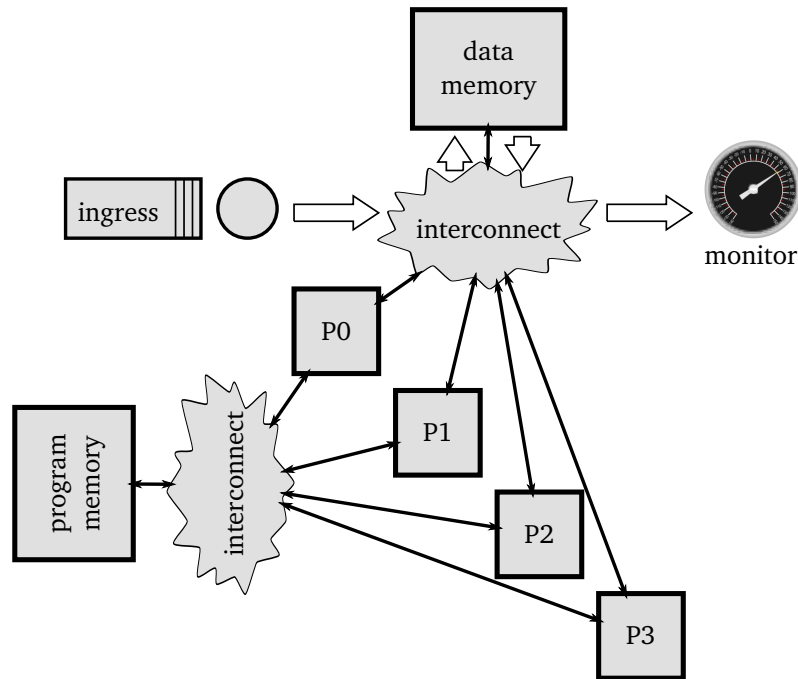 data
memory
ingress
interconnect
monitor
P0
program
memory
interconnect
P1
P2
P3